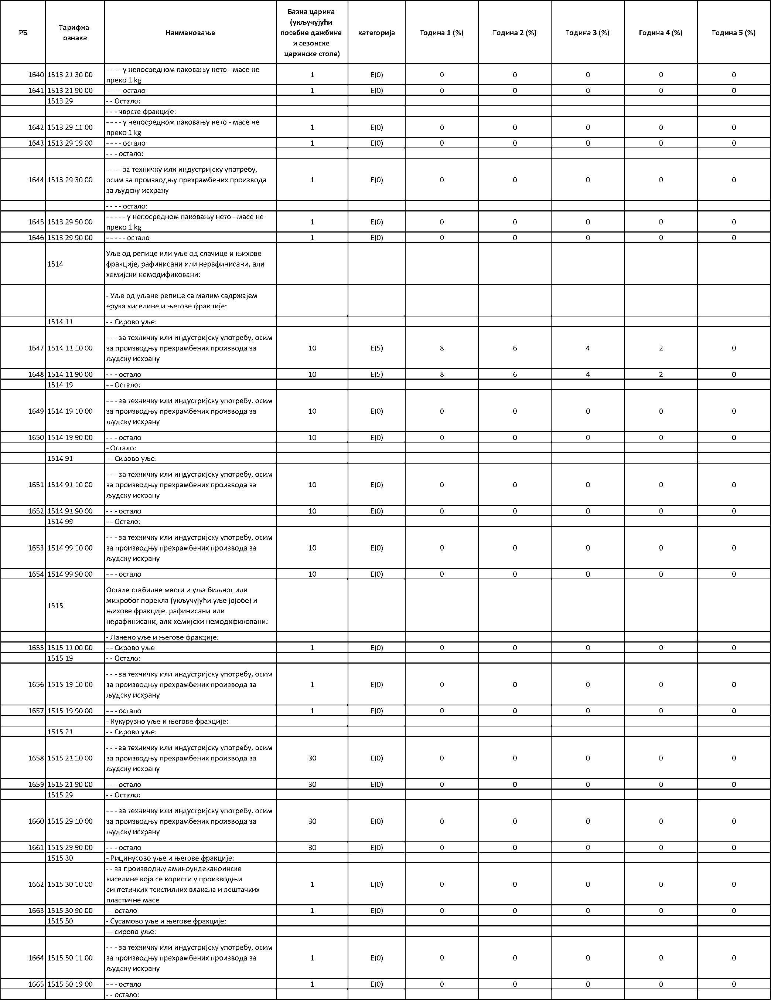 РБ Тарифна ознака Наименовање Базна царина (укључујући посебне дажбине и сезонске царинске стопе) категорија Година 1 (%) Година 2 (%) Година 3 (%) Година 4 (%) Година 5 (%)
1640 1513 21 30 00 - - - - у непосредном паковању нето - масе не преко 1 kg 1 E(0) 0 0 0 0 0
1641 1513 21 90 00 - - - - остало 1 E(0) 0 0 0 0 0
1513 29 - - Остало:
- - - чврсте фракције:
1642 1513 29 11 00 - - - - у непосредном паковању нето - масе не преко 1 kg 1 E(0) 0 0 0 0 0
1643 1513 29 19 00 - - - - остало 1 E(0) 0 0 0 0 0
- - - остало:
1644 1513 29 30 00 - - - - за техничку или индустријску употребу, осим за производњу прехрамбених производа за људску исхрану 1 E(0) 0 0 0 0 0
- - - - остало:
1645 1513 29 50 00 - - - - - у непосредном паковању нето - масе не преко 1 kg 1 E(0) 0 0 0 0 0
1646 1513 29 90 00 - - - - - остало 1 E(0) 0 0 0 0 0
1514 Уље од репице или уље од слачице и њихове фракције, рафинисани или нерафинисани, али хемијски немодификовани:
- Уље од уљане репице са малим садржајем ерука киселине и његове фракције:
1514 11 - - Сирово уље:
1647 1514 11 10 00 - - - за техничку или индустријску употребу, осим за производњу прехрамбених производа за људску исхрану 10 E(5) 8 6 4 2 0
1648 1514 11 90 00 - - - остало 10 E(5) 8 6 4 2 0
1514 19 - - Остало:
1649 1514 19 10 00 - - - за техничку или индустријску употребу, осим за производњу прехрамбених производа за људску исхрану 10 E(0) 0 0 0 0 0
1650 1514 19 90 00 - - - остало 10 E(0) 0 0 0 0 0
- Остало:
1514 91 - - Сирово уље:
1651 1514 91 10 00 - - - за техничку или индустријску употребу, осим за производњу прехрамбених производа за људску исхрану 10 E(0) 0 0 0 0 0
1652 1514 91 90 00 - - - остало 10 E(0) 0 0 0 0 0
1514 99 - - Остало:
1653 1514 99 10 00 - - - за техничку или индустријску употребу, осим за производњу прехрамбених производа за људску исхрану 10 E(0) 0 0 0 0 0
1654 1514 99 90 00 - - - остало 10 E(0) 0 0 0 0 0
1515 Остале стабилне масти и уља биљног или микробог порекла (укључујући уље јојобе) и њихове фракције, рафинисани или нерафинисани, али хемијски немодификовани:
- Ланено уље и његове фракције:
1655 1515 11 00 00 - - Сирово уље 1 E(0) 0 0 0 0 0
1515 19 - - Остало:
1656 1515 19 10 00 - - - за техничку или индустријску употребу, осим за производњу прехрамбених производа за људску исхрану 1 E(0) 0 0 0 0 0
1657 1515 19 90 00 - - - остало 1 E(0) 0 0 0 0 0
- Кукурузно уље и његове фракције:
1515 21 - - Сирово уље:
1658 1515 21 10 00 - - - за техничку или индустријску употребу, осим за производњу прехрамбених производа за људску исхрану 30 E(0) 0 0 0 0 0
1659 1515 21 90 00 - - - остало 30 E(0) 0 0 0 0 0
1515 29 - - Остало:
1660 1515 29 10 00 - - - за техничку или индустријску употребу, осим за производњу прехрамбених производа за људску исхрану 30 E(0) 0 0 0 0 0
1661 1515 29 90 00 - - - остало 30 E(0) 0 0 0 0 0
1515 30 - Рицинусово уље и његове фракције:
1662 1515 30 10 00 - - за производњу аминоундеканоинске киселине која се користи у производњи синтетичких текстилних влакана и вештачких пластичне масе 1 E(0) 0 0 0 0 0
1663 1515 30 90 00 - - остало 1 E(0) 0 0 0 0 0
1515 50 - Сусамово уље и његове фракције:
- - сирово уље:
1664 1515 50 11 00 - - - за техничку или индустријску употребу, осим за производњу прехрамбених производа за људску исхрану 1 E(0) 0 0 0 0 0
1665 1515 50 19 00 - - - остало 1 E(0) 0 0 0 0 0
- - остало: